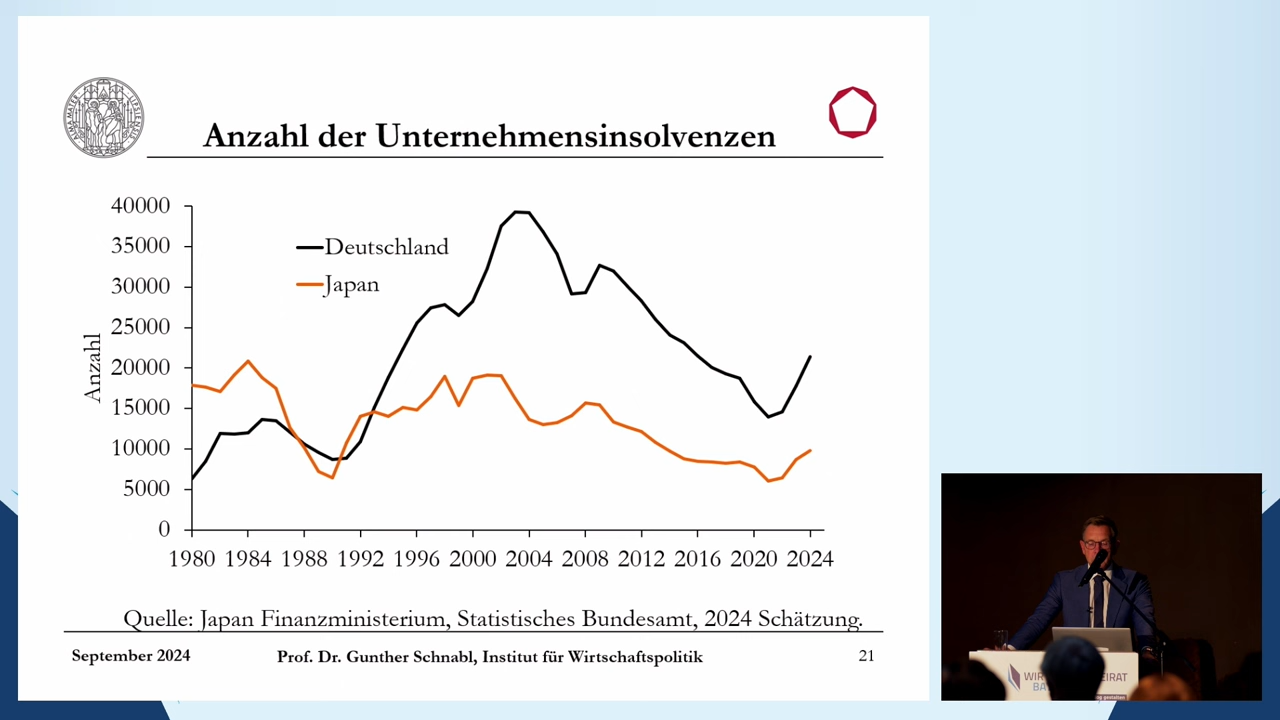 Anzahl der Unternehmensinsolvenzen
40000
35000
30000
25000
20000
15000
10000
5000
0
Anzahl
Deutschland
Japan
1980 1984 1988 1992 1996 2000 2004 2008 2012 2016 2020 2024
Quelle: Japan Finanzministerium, Statistisches Bundesamt, 2024 Schätzung.
September 2024
Prof. Dr. Gunther Schnabl, Institut für Wirtschaftspolitik
21